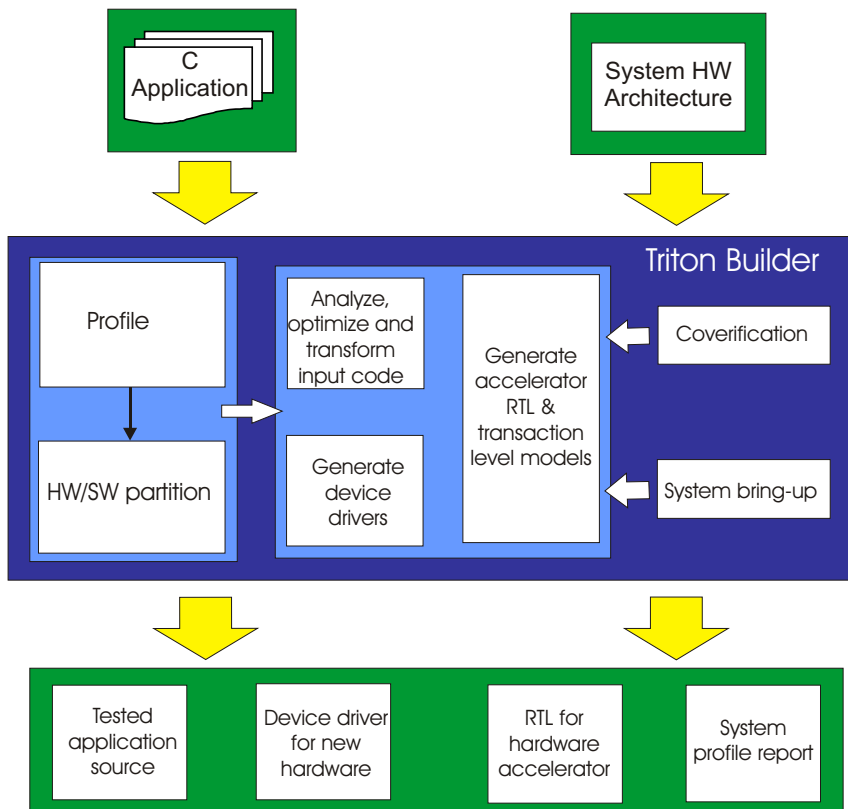 C
Application
System HW
Architecture
Triton Builder
Profile
HW/SW partition
Analyze,
optimize and
transform
input code
Generate
device
drivers
Generate
accelerator
RTL &
transaction
level models
Coverification
System bring-up
Tested
application
source
Device driver
for new
hardware
RTL for
hardware
accelerator
System
profile report